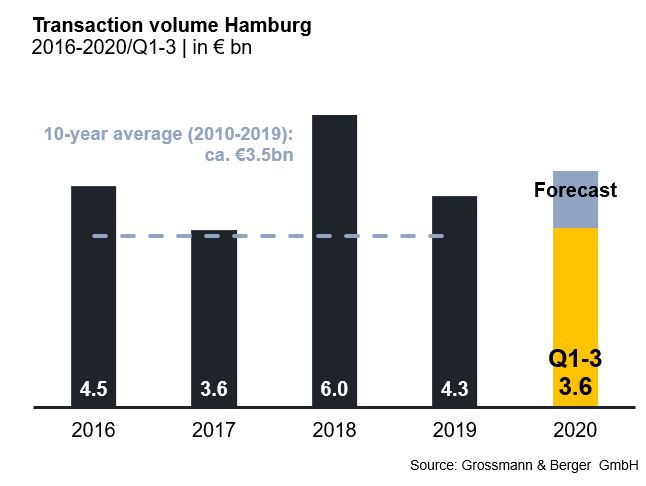 Transaction volume Hamburg
2016-2020/Q1-3 | in € bn
10-year average (2010-2019):
ca. €3.5bn
Forecast
Q1-3
4.5 3.6 6.0 4.3 3.6
2016 2017 2018 2019 2020
Source: Grossmann & Berger GmbH